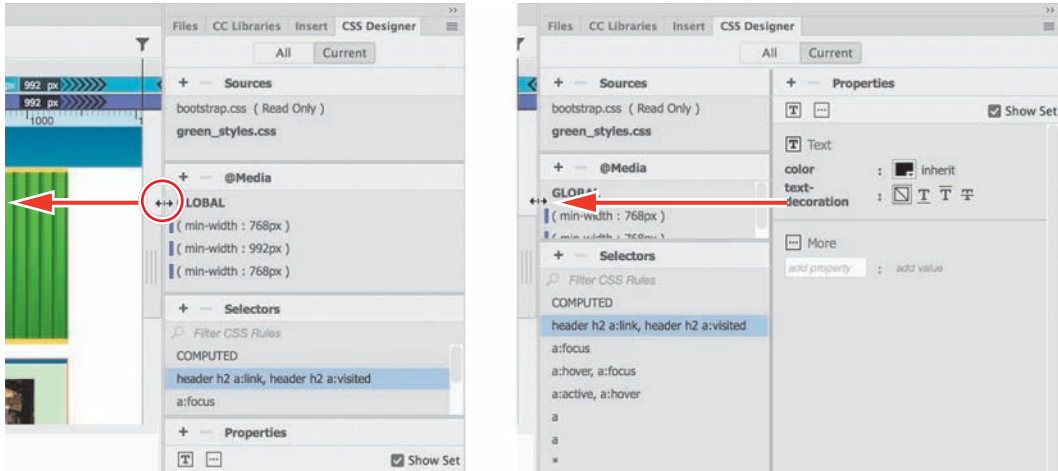 Files CC Libraries Insert CSS Designer
All Current
992 px
992 px
1000
+ — Sources
bootstrap.css ( Read Only )
green_styles.css
+ — @Media
GLOBAL
( min-width : 768px )
( min-width : 992px )
( min-width : 768px )
+ — Selectors
Filter CSS Rules
COMPUTED
header h2 a:link, header h2 a:visited
a:focus
+ — Properties
T ... Show Set
Files CC Libraries Insert CSS Designer
All Current
+ — Sources
bootstrap.css ( Read Only )
green_styles.css
+ — @Media
GLOBAL
( min-width : 768px )
( min-width : 768px )
+ — Selectors
Filter CSS Rules
COMPUTED
header h2 a:link, header h2 a:visited
a:focus
a:hover, a:focus
a:active, a:hover
a
a
*
+ — Properties
T ... Show Set
T Text
color : inherit
text-decoration : T T T
... More
add property : add value